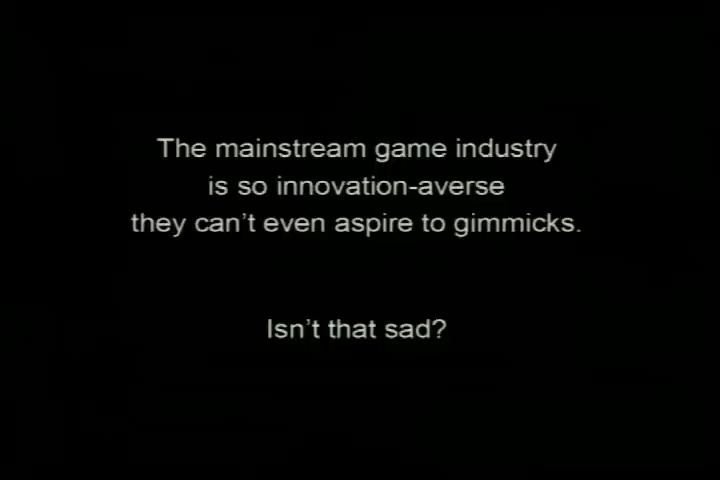 The mainstream game industry
is so innovation-averse
they can't even aspire to gimmicks.
Isn't that sad?